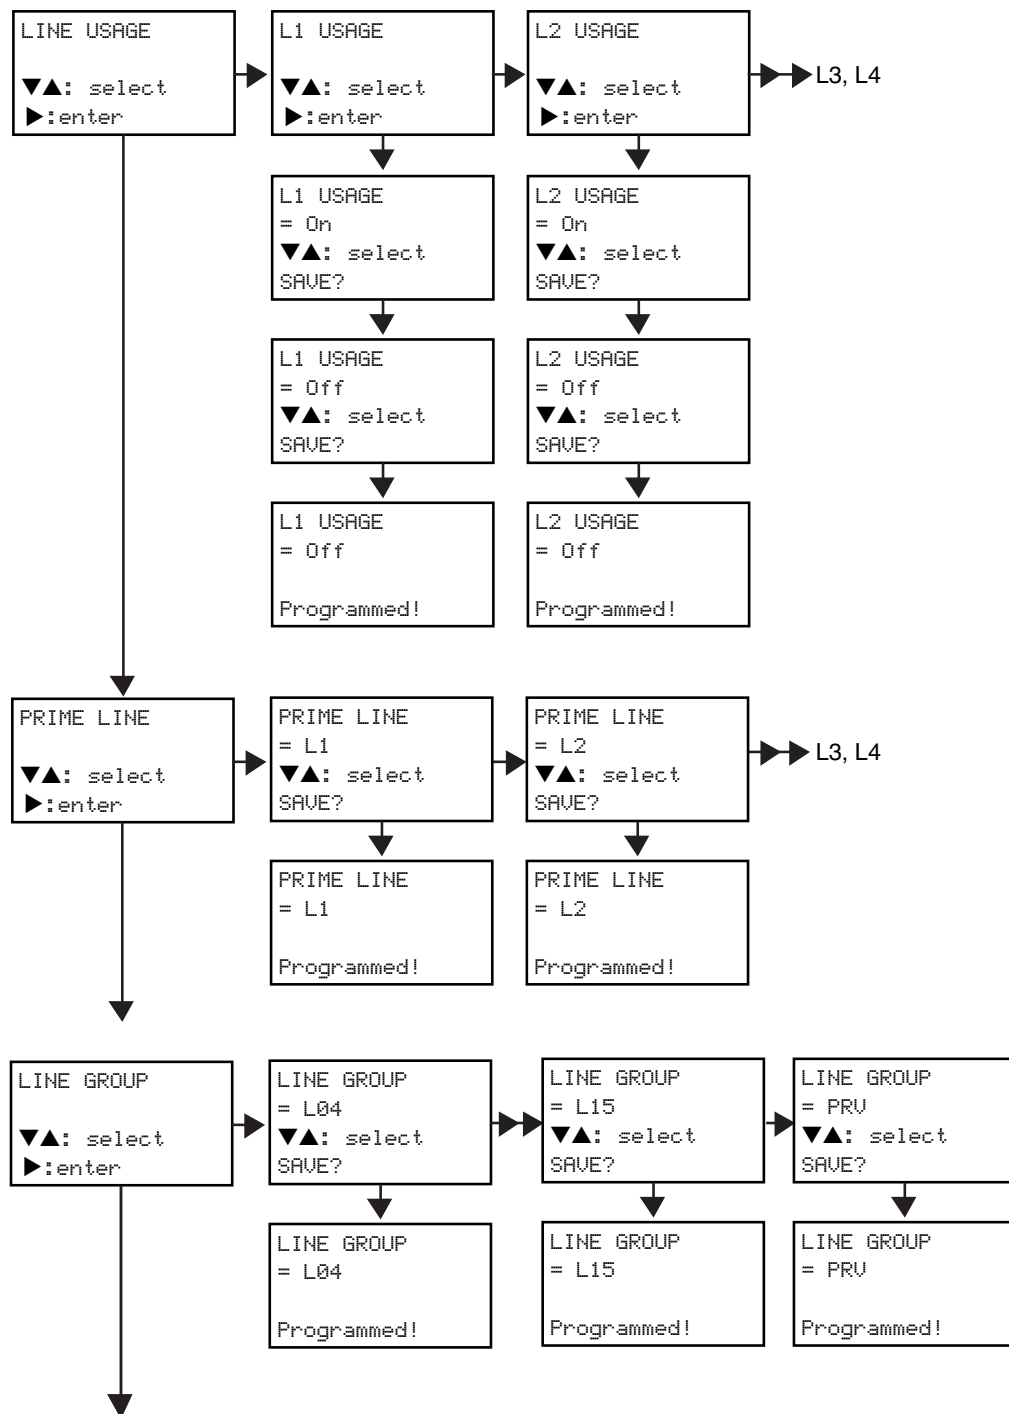 LINE USAGE
▼▲: select
▶:enter
L1 USAGE
▼▲: select
▶:enter
L2 USAGE
▼▲: select
▶:enter
L3, L4
L1 USAGE
= On
▼▲: select
SAVE?
L2 USAGE
= On
▼▲: select
SAVE?
L1 USAGE
= Off
▼▲: select
SAVE?
L2 USAGE
= Off
▼▲: select
SAVE?
L1 USAGE
= Off
Programmed!
L2 USAGE
= Off
Programmed!
PRIME LINE
▼▲: select
▶:enter
PRIME LINE
= L1
▼▲: select
SAVE?
PRIME LINE
= L2
▼▲: select
SAVE?
L3, L4
PRIME LINE
= L1
Programmed!
PRIME LINE
= L2
Programmed!
LINE GROUP
▼▲: select
▶:enter
LINE GROUP
= L04
▼▲: select
SAVE?
LINE GROUP
= L15
▼▲: select
SAVE?
LINE GROUP
= PRV
▼▲: select
SAVE?
LINE GROUP
= L04
Programmed!
LINE GROUP
= L15
Programmed!
LINE GROUP
= PRV
Programmed!